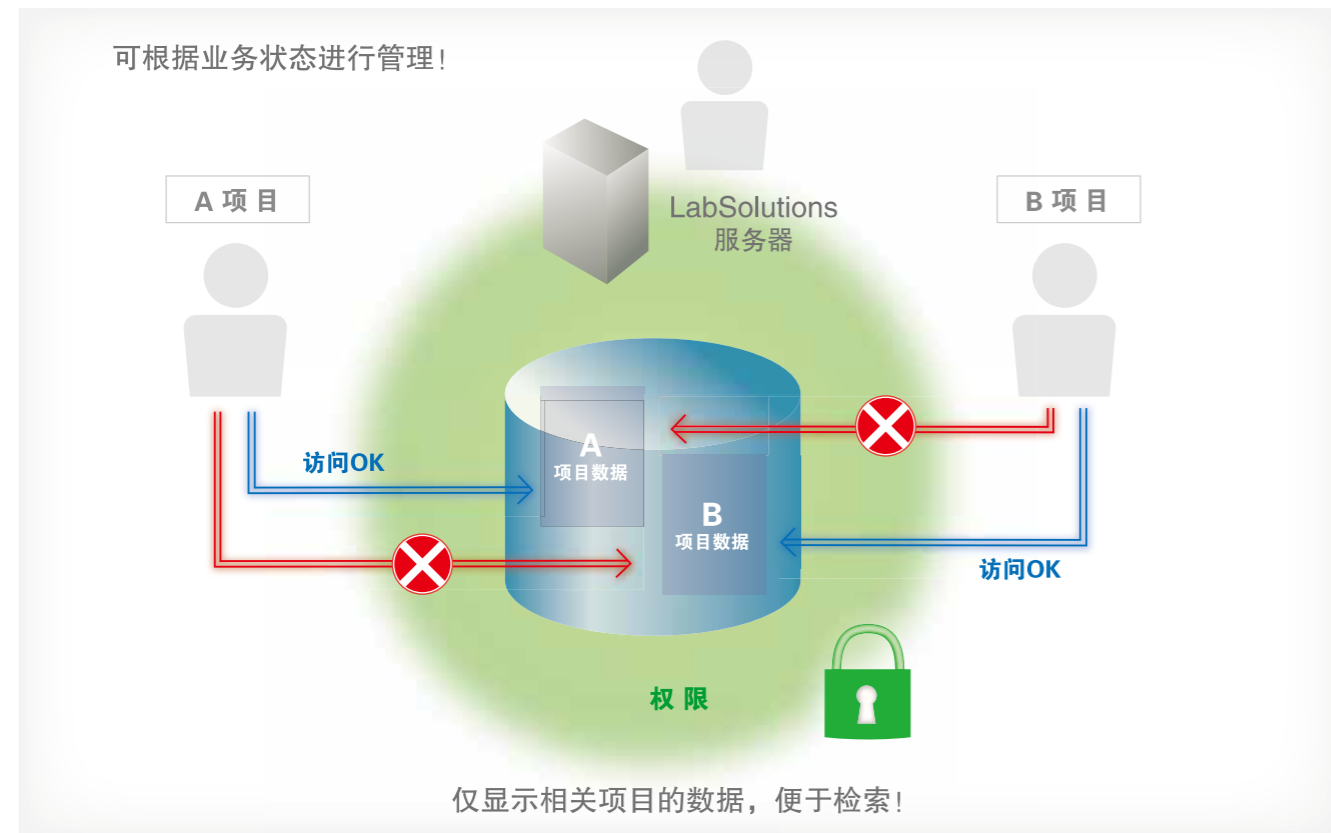 可根据业务状态进行管理!
A 项 目
B 项 目
LabSolutions
服务器
访问OK
A
项目数据
B
项目数据
访问OK
权 限
仅显示相关项目的数据，便于检索!